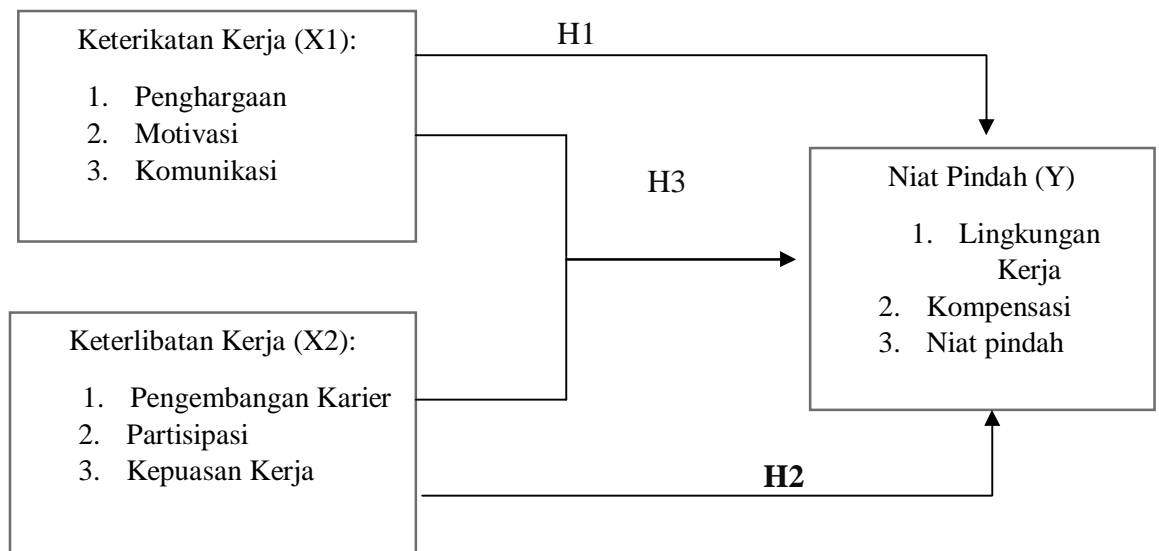 Keterikatan Kerja (X1):
1. Penghargaan
2. Motivasi
3. Komunikasi
H1
H3
Niat Pindah (Y)
1. Lingkungan
Kerja
2. Kompensasi
3. Niat pindah
Keterlibatan Kerja (X2):
1. Pengembangan Karier
2. Partisipasi
3. Kepuasan Kerja
H2